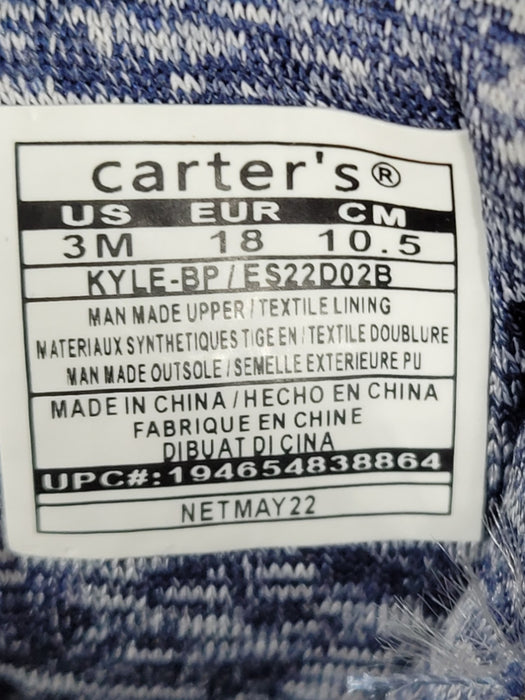 carter's®
US EUR CM
3M 18 10.5
KYLE-BP/ES22D02B
MAN MADE UPPER/TEXTILE LINING
MATERIAUX SYNTHETIQUES TIGE EN/TEXTILE DOUBLURE
MAN MADE OUTSOLE/SEMELLE EXTERIEURE PU
MADE IN CHINA/HECHO EN CHINA
FABRIQUE EN CHINE
DIBUAT DI CINA
UPC#:194654838864
NETMAY22